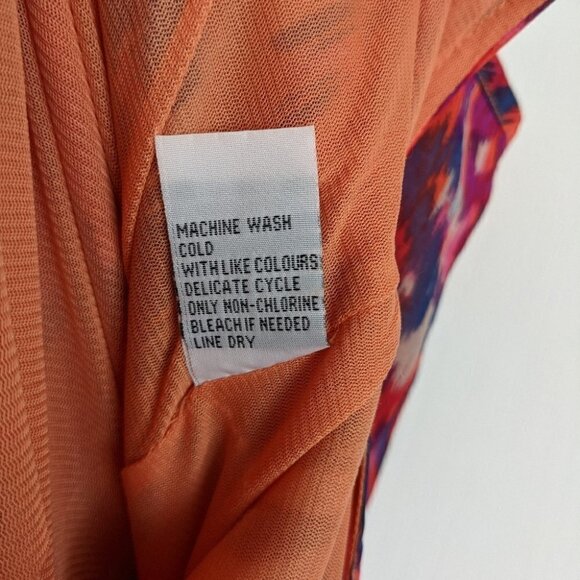 MACHINE WASH
COLD
WITH LIKE COLOURS
DELICATE CYCLE
ONLY NON-CHLORINE
BLEACH IF NEEDED
LINE DRY